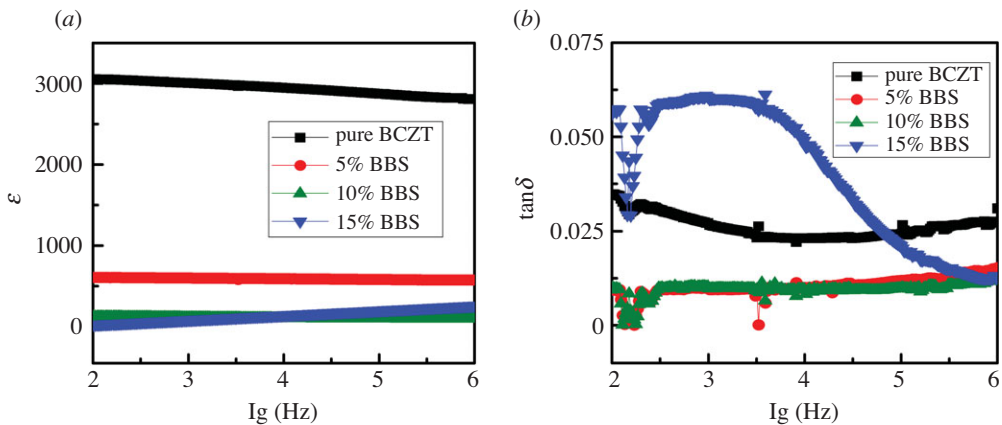 (a)
3000
2000
1000
0
ε
pure BCZT
5% BBS
10% BBS
15% BBS
2 3 4 5 6
Ig (Hz)
(b)
0.075
0.050
0.025
0
tanδ
pure BCZT
5% BBS
10% BBS
15% BBS
2 3 4 5 6
Ig (Hz)